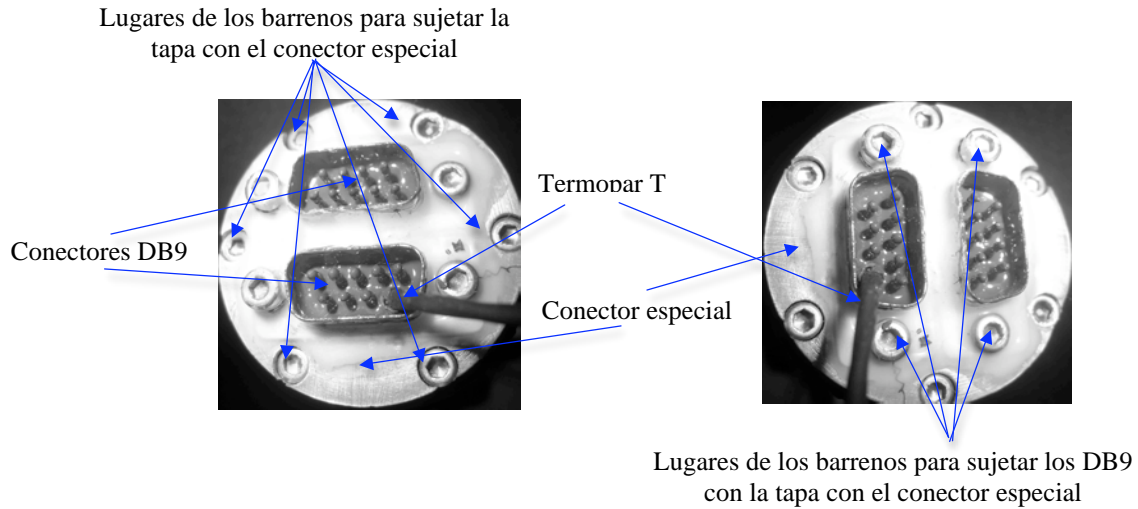 Lugares de los barrenos para sujetar la
tapa con el conector especial
Termopar T
Conectores DB9
Conector especial
Lugares de los barrenos para sujetar los DB9
con la tapa con el conector especial